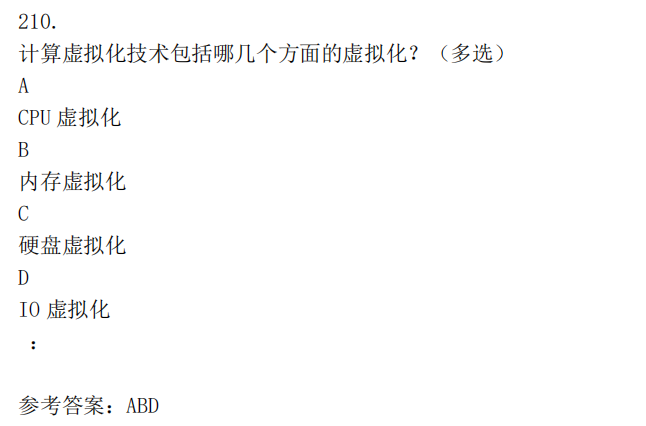 210.
计算虚拟化技术包括哪几个方面的虚拟化？（多选）
A
CPU 虚拟化
B
内存虚拟化
C
硬盘虚拟化
D
IO 虚拟化
：
参考答案：ABD